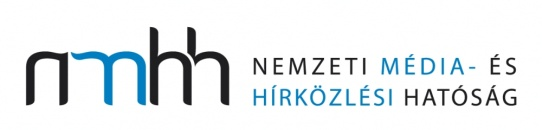 nmhh
NEMZETI MÉDIA- ÉS
HÍRKÖZLÉSI HATÓSÁG